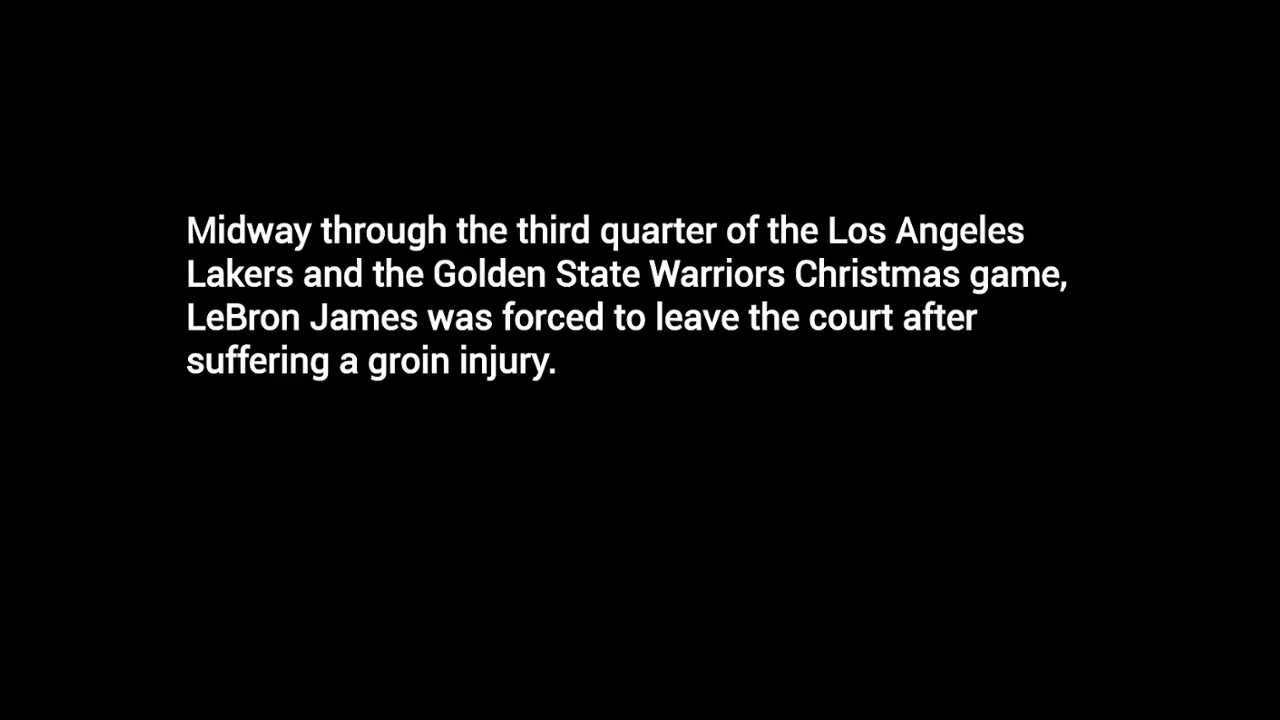 Midway through the third quarter of the Los Angeles
Lakers and the Golden State Warriors Christmas game,
LeBron James was forced to leave the court after
suffering a groin injury.